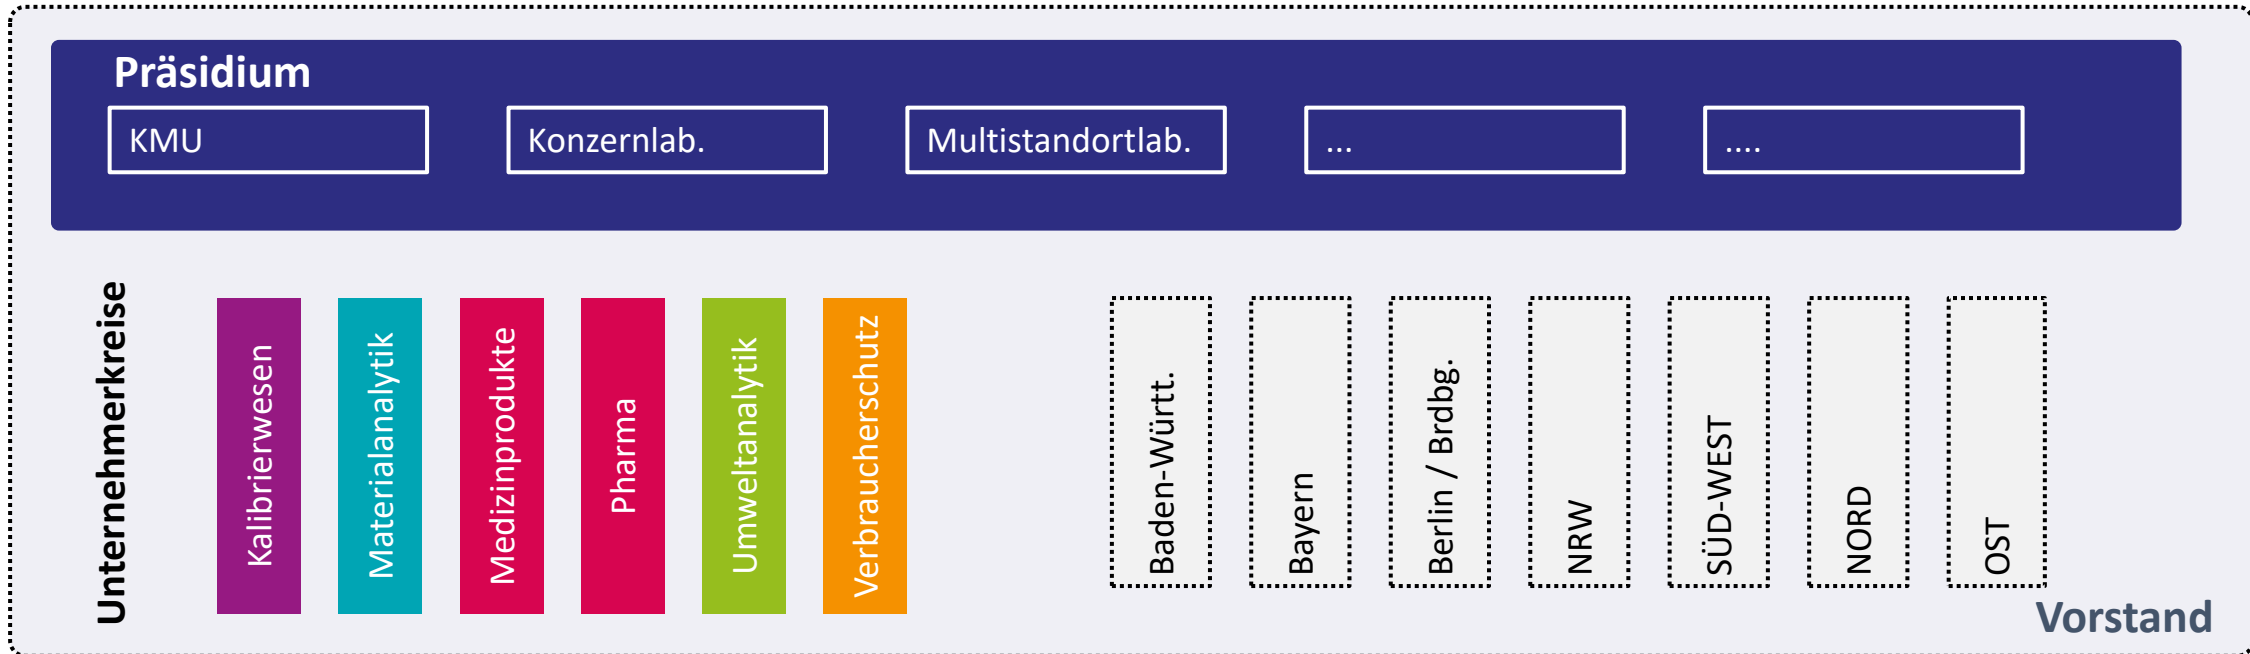 Präsidium
KMU
Konzernlab.
Multistandortlab.
...
....
Unternehmerkreise
Kalibrierwesen
Materialanalytik
Medizinprodukte
Pharma
Umweltanalytik
Verbraucherschutz
Baden-Württ.
Bayern
Berlin / Brdbg.
NRW
SÜD-WEST
NORD
OST
Vorstand